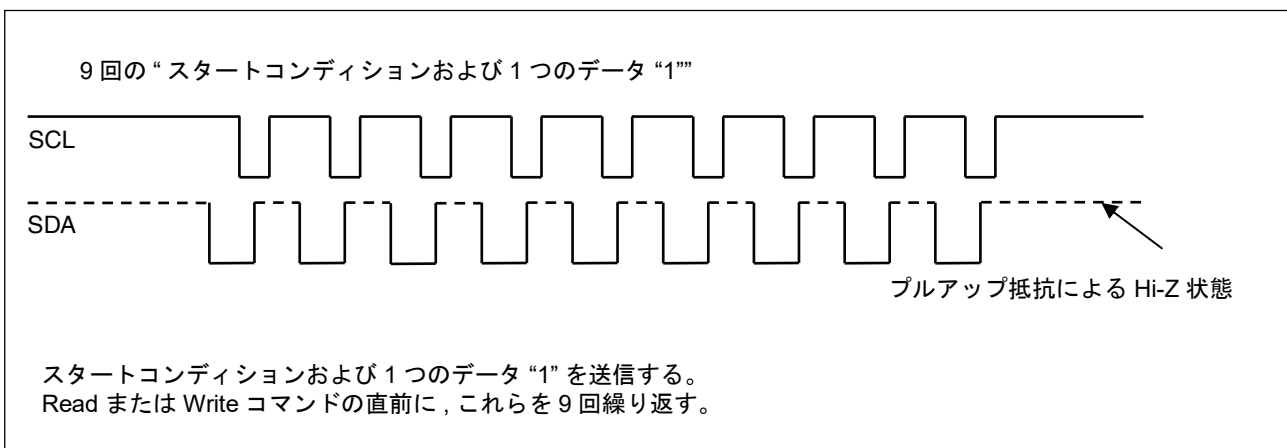 9 回の “ スタートコンディションおよび 1 つのデータ “1””
SCL
SDA
プルアップ抵抗による Hi-Z 状態
スタートコンディションおよび 1 つのデータ “1” を送信する。
Read または Write コマンドの直前に , これらを 9 回繰り返す。